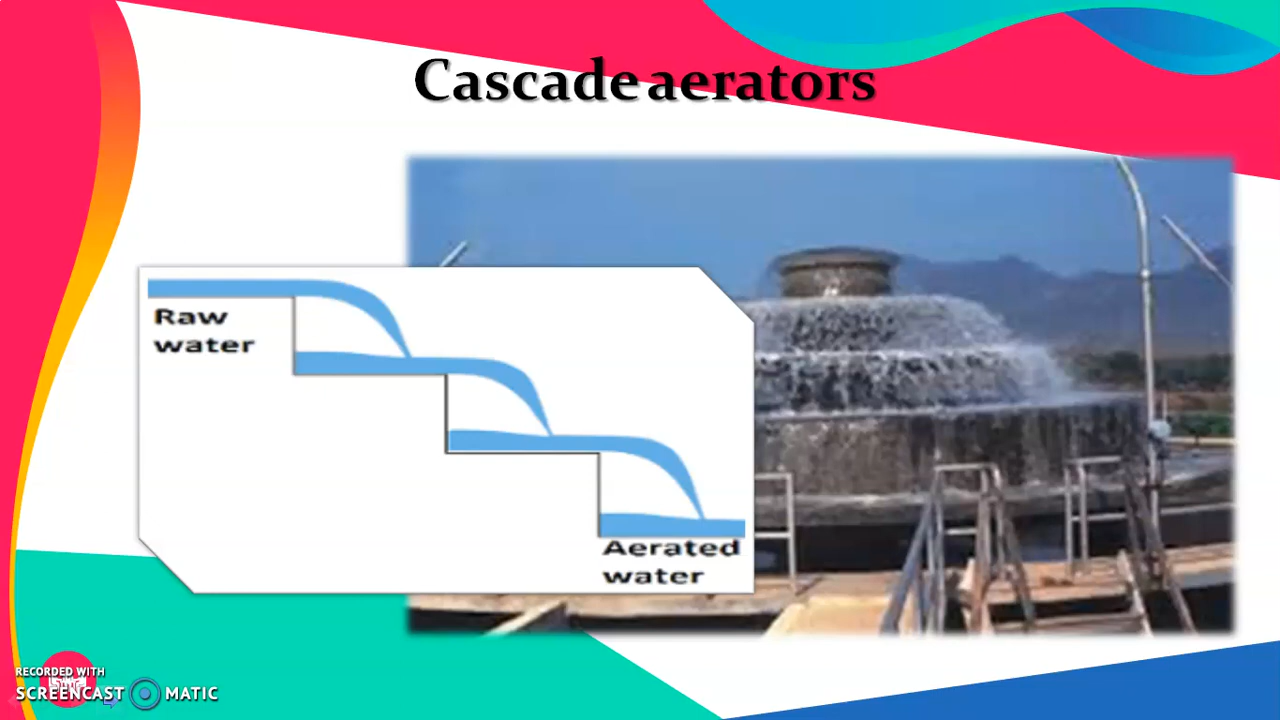 Cascade aerators
Raw
water
Aerated
water
RECORDED WITH
SCREENCAST MATIC